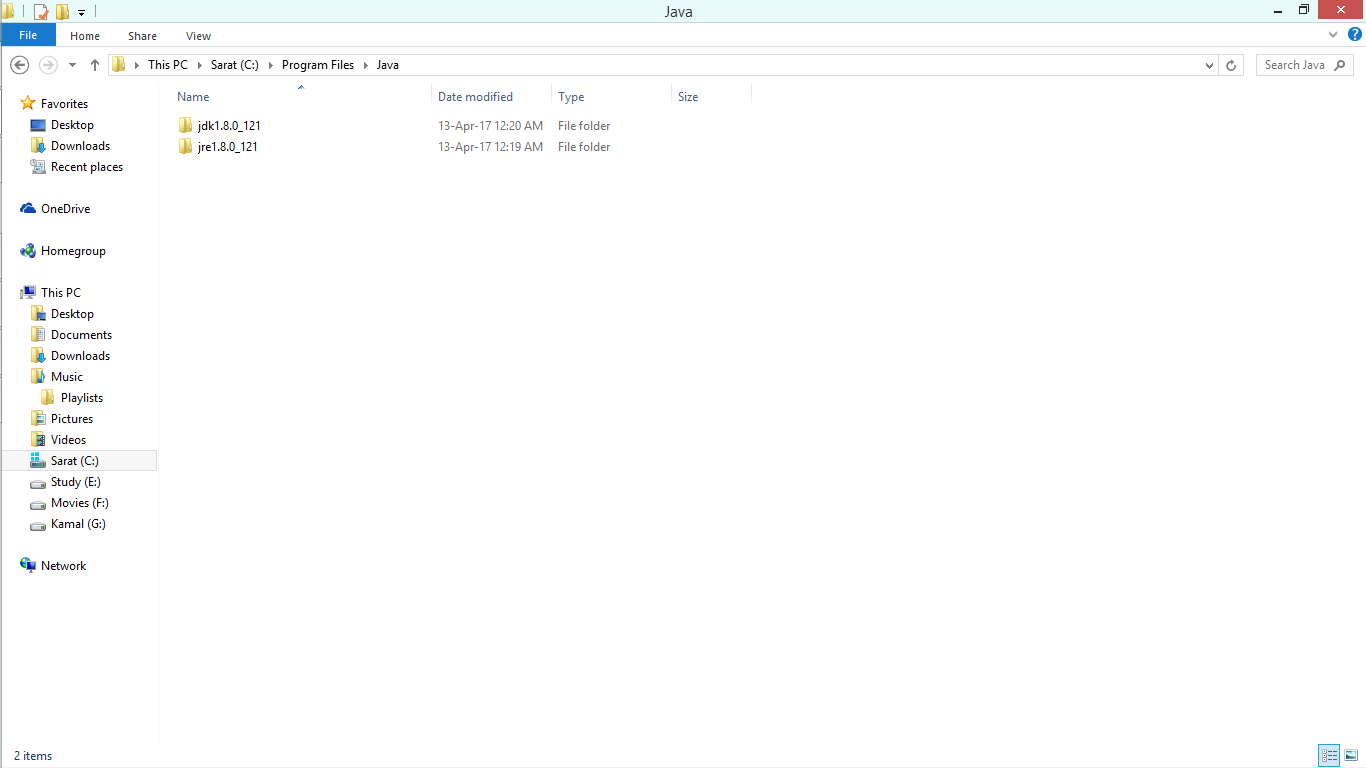 Java
File Home Share View
This PC Sarat (C:) Program Files Java Search Java
Name Date modified Type Size
jdk1.8.0_121 13-Apr-17 12:20 AM File folder
jre1.8.0_121 13-Apr-17 12:19 AM File folder
Favorites
Desktop
Downloads
Recent places
OneDrive
Homegroup
This PC
Desktop
Documents
Downloads
Music
Playlists
Pictures
Videos
Sarat (C:)
Study (E:)
Movies (F:)
Kamal (G:)
Network
2 items